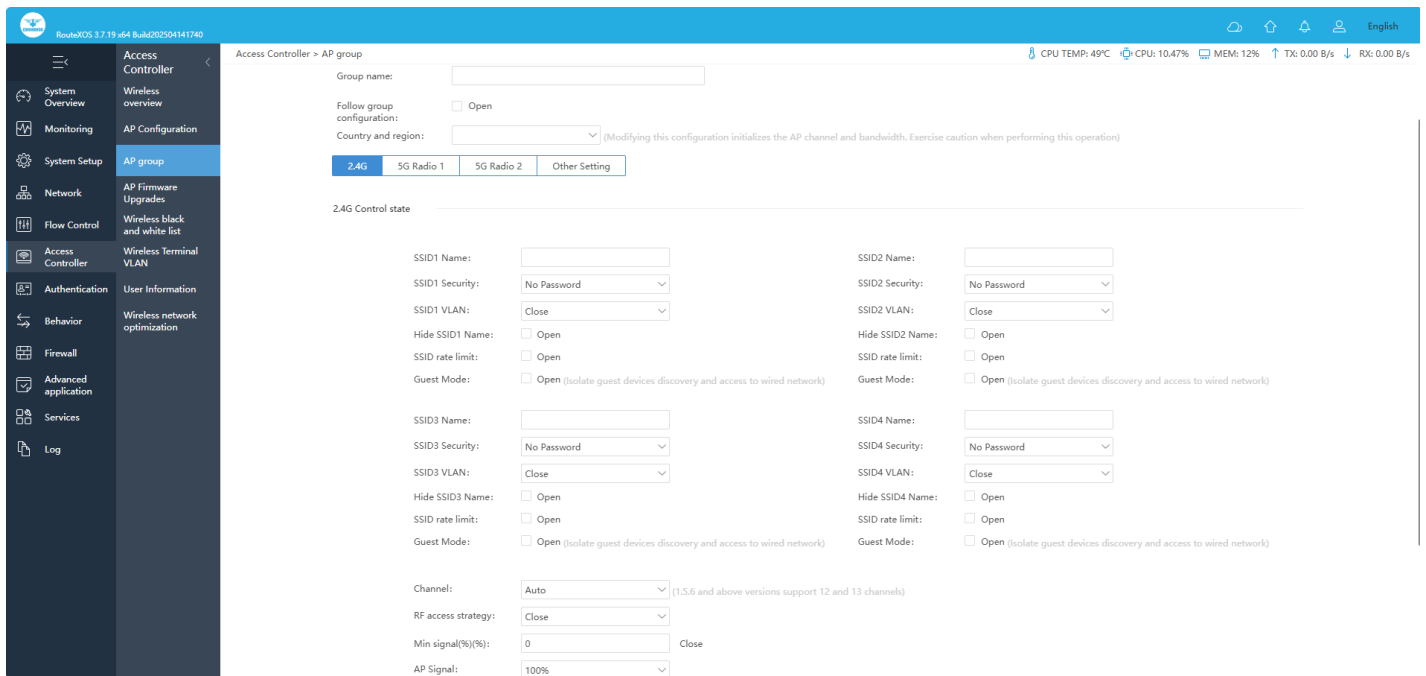 English
RouteXOS 3.7.19 x64 Build202504141740
Access Controller
Access Controller > AP group
CPU TEMP: 49℃ CPU: 10.47% MEM: 12% TX: 0.00 B/s RX: 0.00 B/s
System Overview
Monitoring
System Setup
Network
Flow Control
Access Controller
Authentication
Behavior
Firewall
Advanced application
Services
Log
Wireless overview
AP Configuration
AP group
AP Firmware Upgrades
Wireless black and white list
Wireless Terminal VLAN
User Information
Wireless network optimization
Group name:
Follow group configuration: Open
Country and region: (Modifying this configuration initializes the AP channel and bandwidth. Exercise caution when performing this operation)
2.4G 5G Radio 1 5G Radio 2 Other Setting
2.4G Control state
SSID1 Name: SSID2 Name:
SSID1 Security: No Password SSID2 Security: No Password
SSID1 VLAN: Close SSID2 VLAN: Close
Hide SSID1 Name: Open Hide SSID2 Name: Open
SSID rate limit: Open SSID rate limit: Open
Guest Mode: Open (Isolate guest devices discovery and access to wired network) Guest Mode: Open (Isolate guest devices discovery and access to wired network)
SSID3 Name: SSID4 Name:
SSID3 Security: No Password SSID4 Security: No Password
SSID3 VLAN: Close SSID4 VLAN: Close
Hide SSID3 Name: Open Hide SSID4 Name: Open
SSID rate limit: Open SSID rate limit: Open
Guest Mode: Open (Isolate guest devices discovery and access to wired network) Guest Mode: Open (Isolate guest devices discovery and access to wired network)
Channel: Auto (1.5.6 and above versions support 12 and 13 channels)
RF access strategy: Close
Min signal(%)(%): 0 Close
AP Signal: 100%